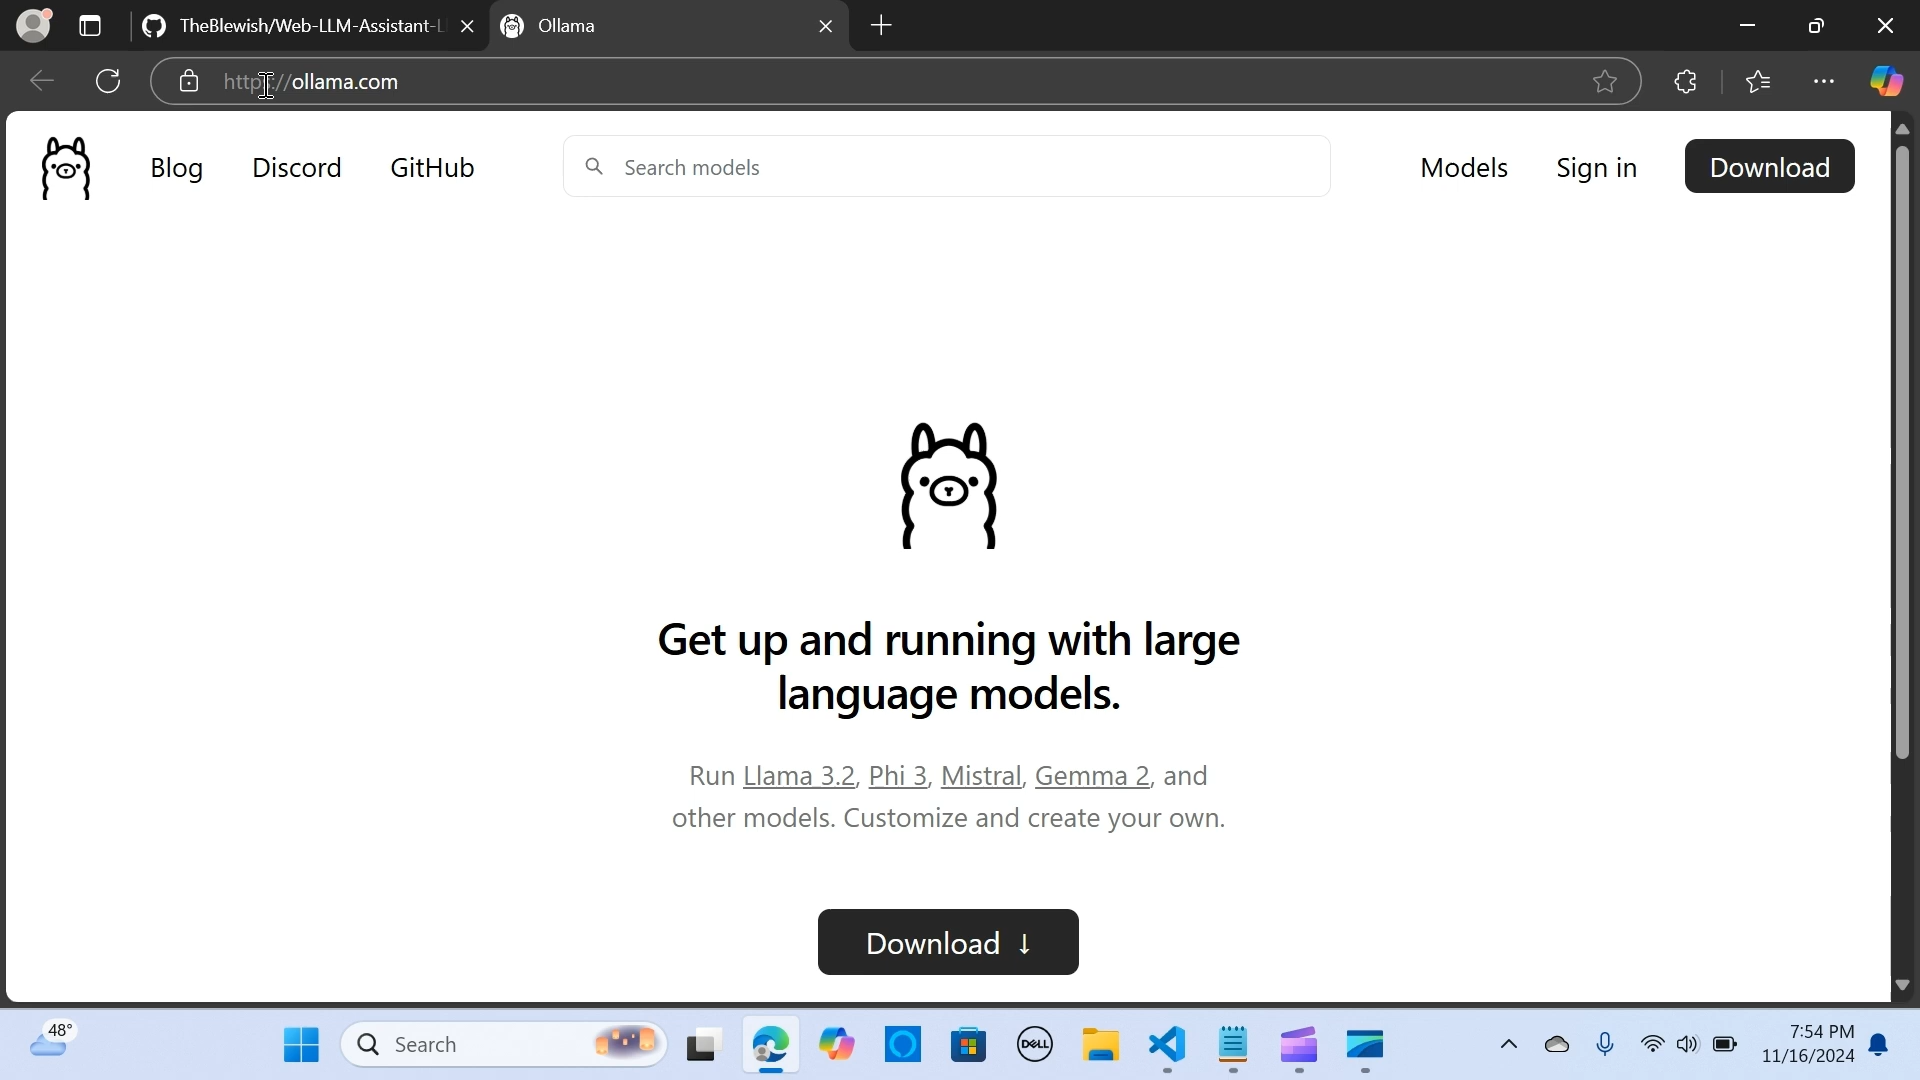 TheBlewish/Web-LLM-Assistant-L
Ollama
https://ollama.com
Blog
Discord
GitHub
Search models
Models
Sign in
Download
Get up and running with large
language models.
Run Llama 3.2, Phi 3, Mistral, Gemma 2, and
other models. Customize and create your own.
Download ↓
48°
Search
DELL
7:54 PM
11/16/2024